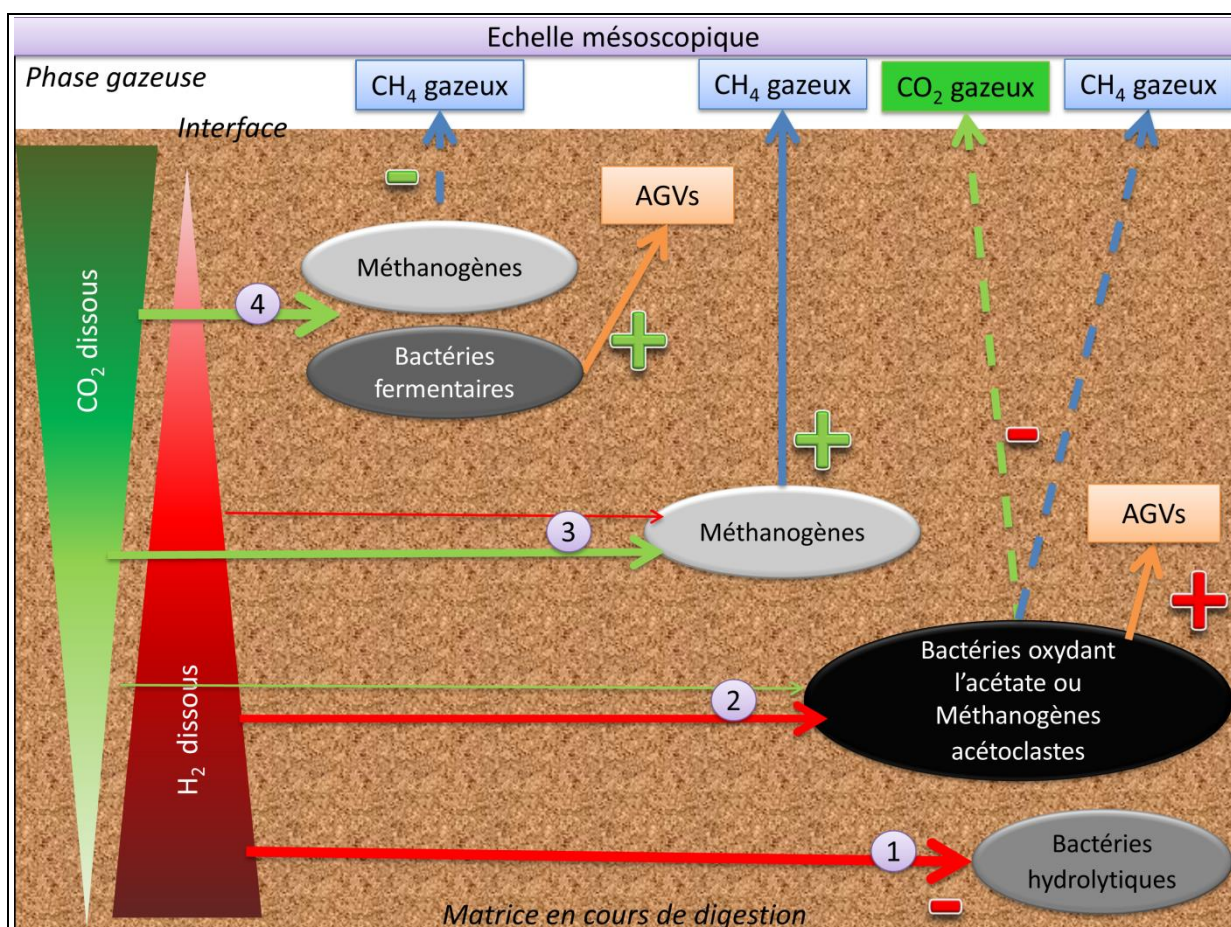 Echelle mésoscopique
Phase gazeuse
CH₄ gazeux
CH₄ gazeux
CO₂ gazeux
CH₄ gazeux
Interface
AGVs
Méthanogènes
4
Bactéries
fermentaires
CO₂ dissous
H₂ dissous
3
Méthanogènes
AGVs
2
Bactéries oxydant
l'acétate ou
Méthanogènes
acétoclastes
1
Bactéries
hydrolytiques
Matrice en cours de digestion